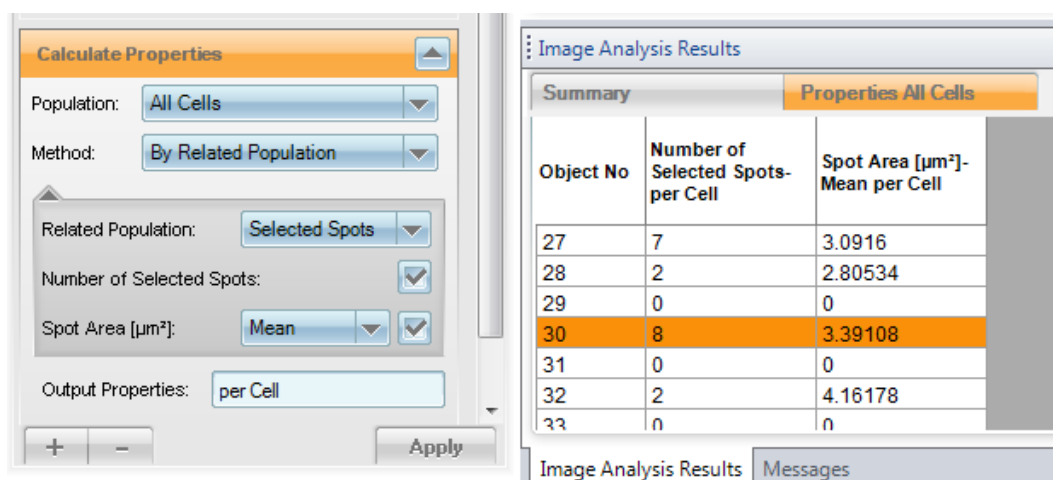 Calculate Properties
Population: All Cells
Method: By Related Population
Related Population: Selected Spots
Number of Selected Spots:
Spot Area [µm²]: Mean
Output Properties: per Cell
+ − Apply
Image Analysis Results
Summary Properties All Cells
Object No Number of Selected Spots-per Cell Spot Area [µm²]-Mean per Cell
27 7 3.0916
28 2 2.80534
29 0 0
30 8 3.39108
31 0 0
32 2 4.16178
33 0 0
Image Analysis Results Messages